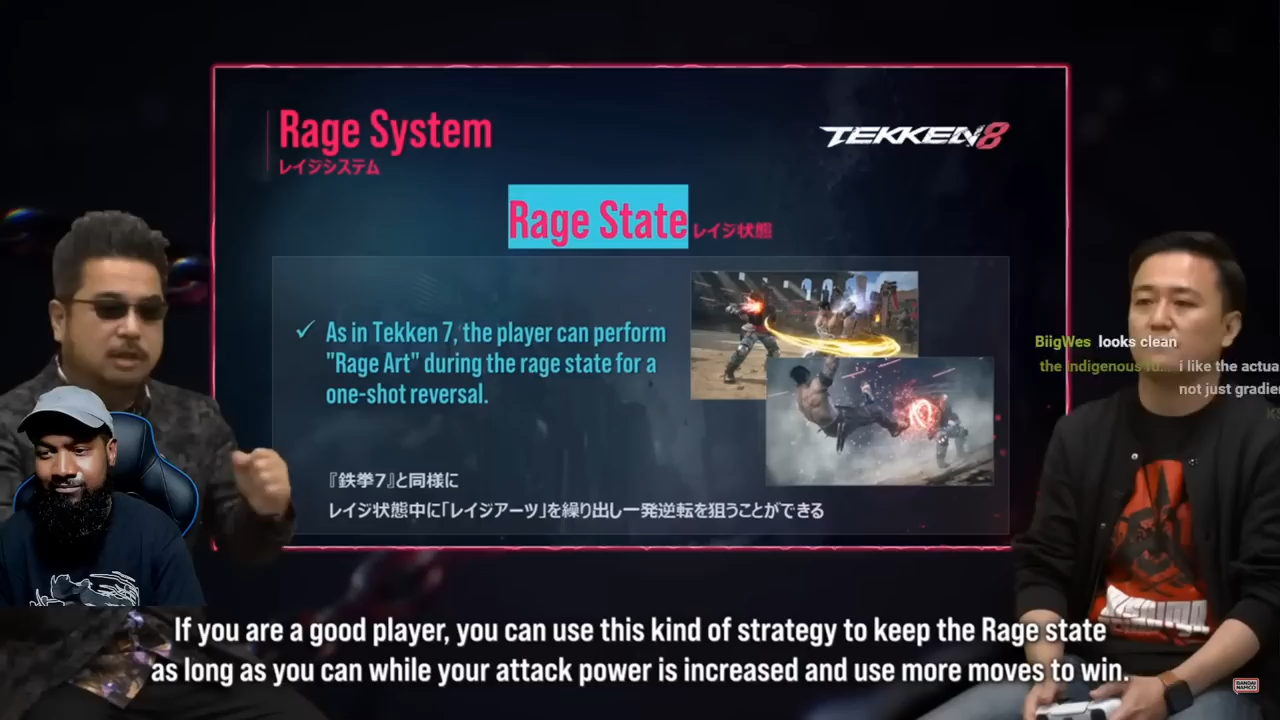 Rage System
レイジシステム
TEKKEN8
Rage State レイジ状態
✓ As in Tekken 7, the player can perform
"Rage Art" during the rage state for a
one-shot reversal.
『鉄拳7』と同様に
レイジ状態中に「レイジアーツ」を繰り出し一発逆転を狙うことができる
BiigWes looks clean
the indigenous fu... i like the actua
not just gradie
If you are a good player, you can use this kind of strategy to keep the Rage state
as long as you can while your attack power is increased and use more moves to win.
BANDAI
NAMCO